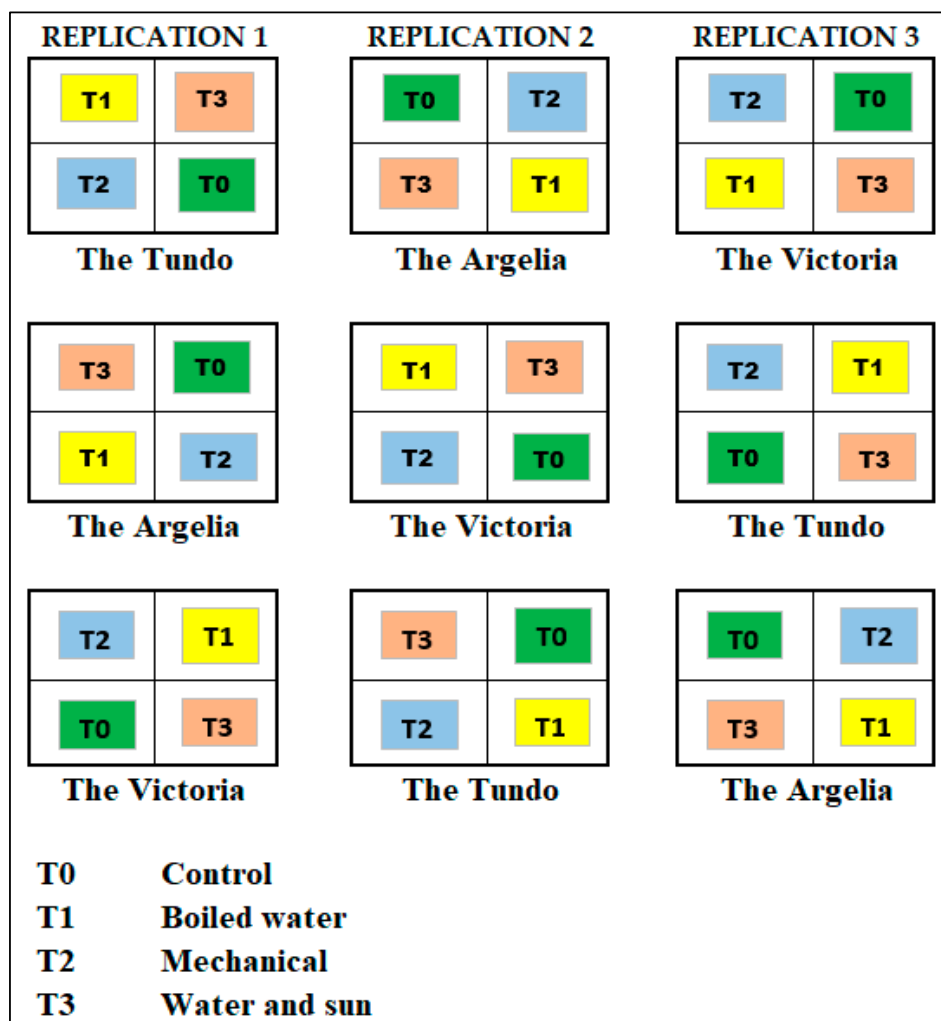 REPLICATION 1 REPLICATION 2 REPLICATION 3
T1 T3 T0 T2 T2 T0
T2 T0 T3 T1 T1 T3
The Tundo The Argelia The Victoria
T3 T0 T1 T3 T2 T1
T1 T2 T2 T0 T0 T3
The Argelia The Victoria The Tundo
T2 T1 T3 T0 T0 T2
T0 T3 T2 T1 T3 T1
The Victoria The Tundo The Argelia
T0 Control
T1 Boiled water
T2 Mechanical
T3 Water and sun